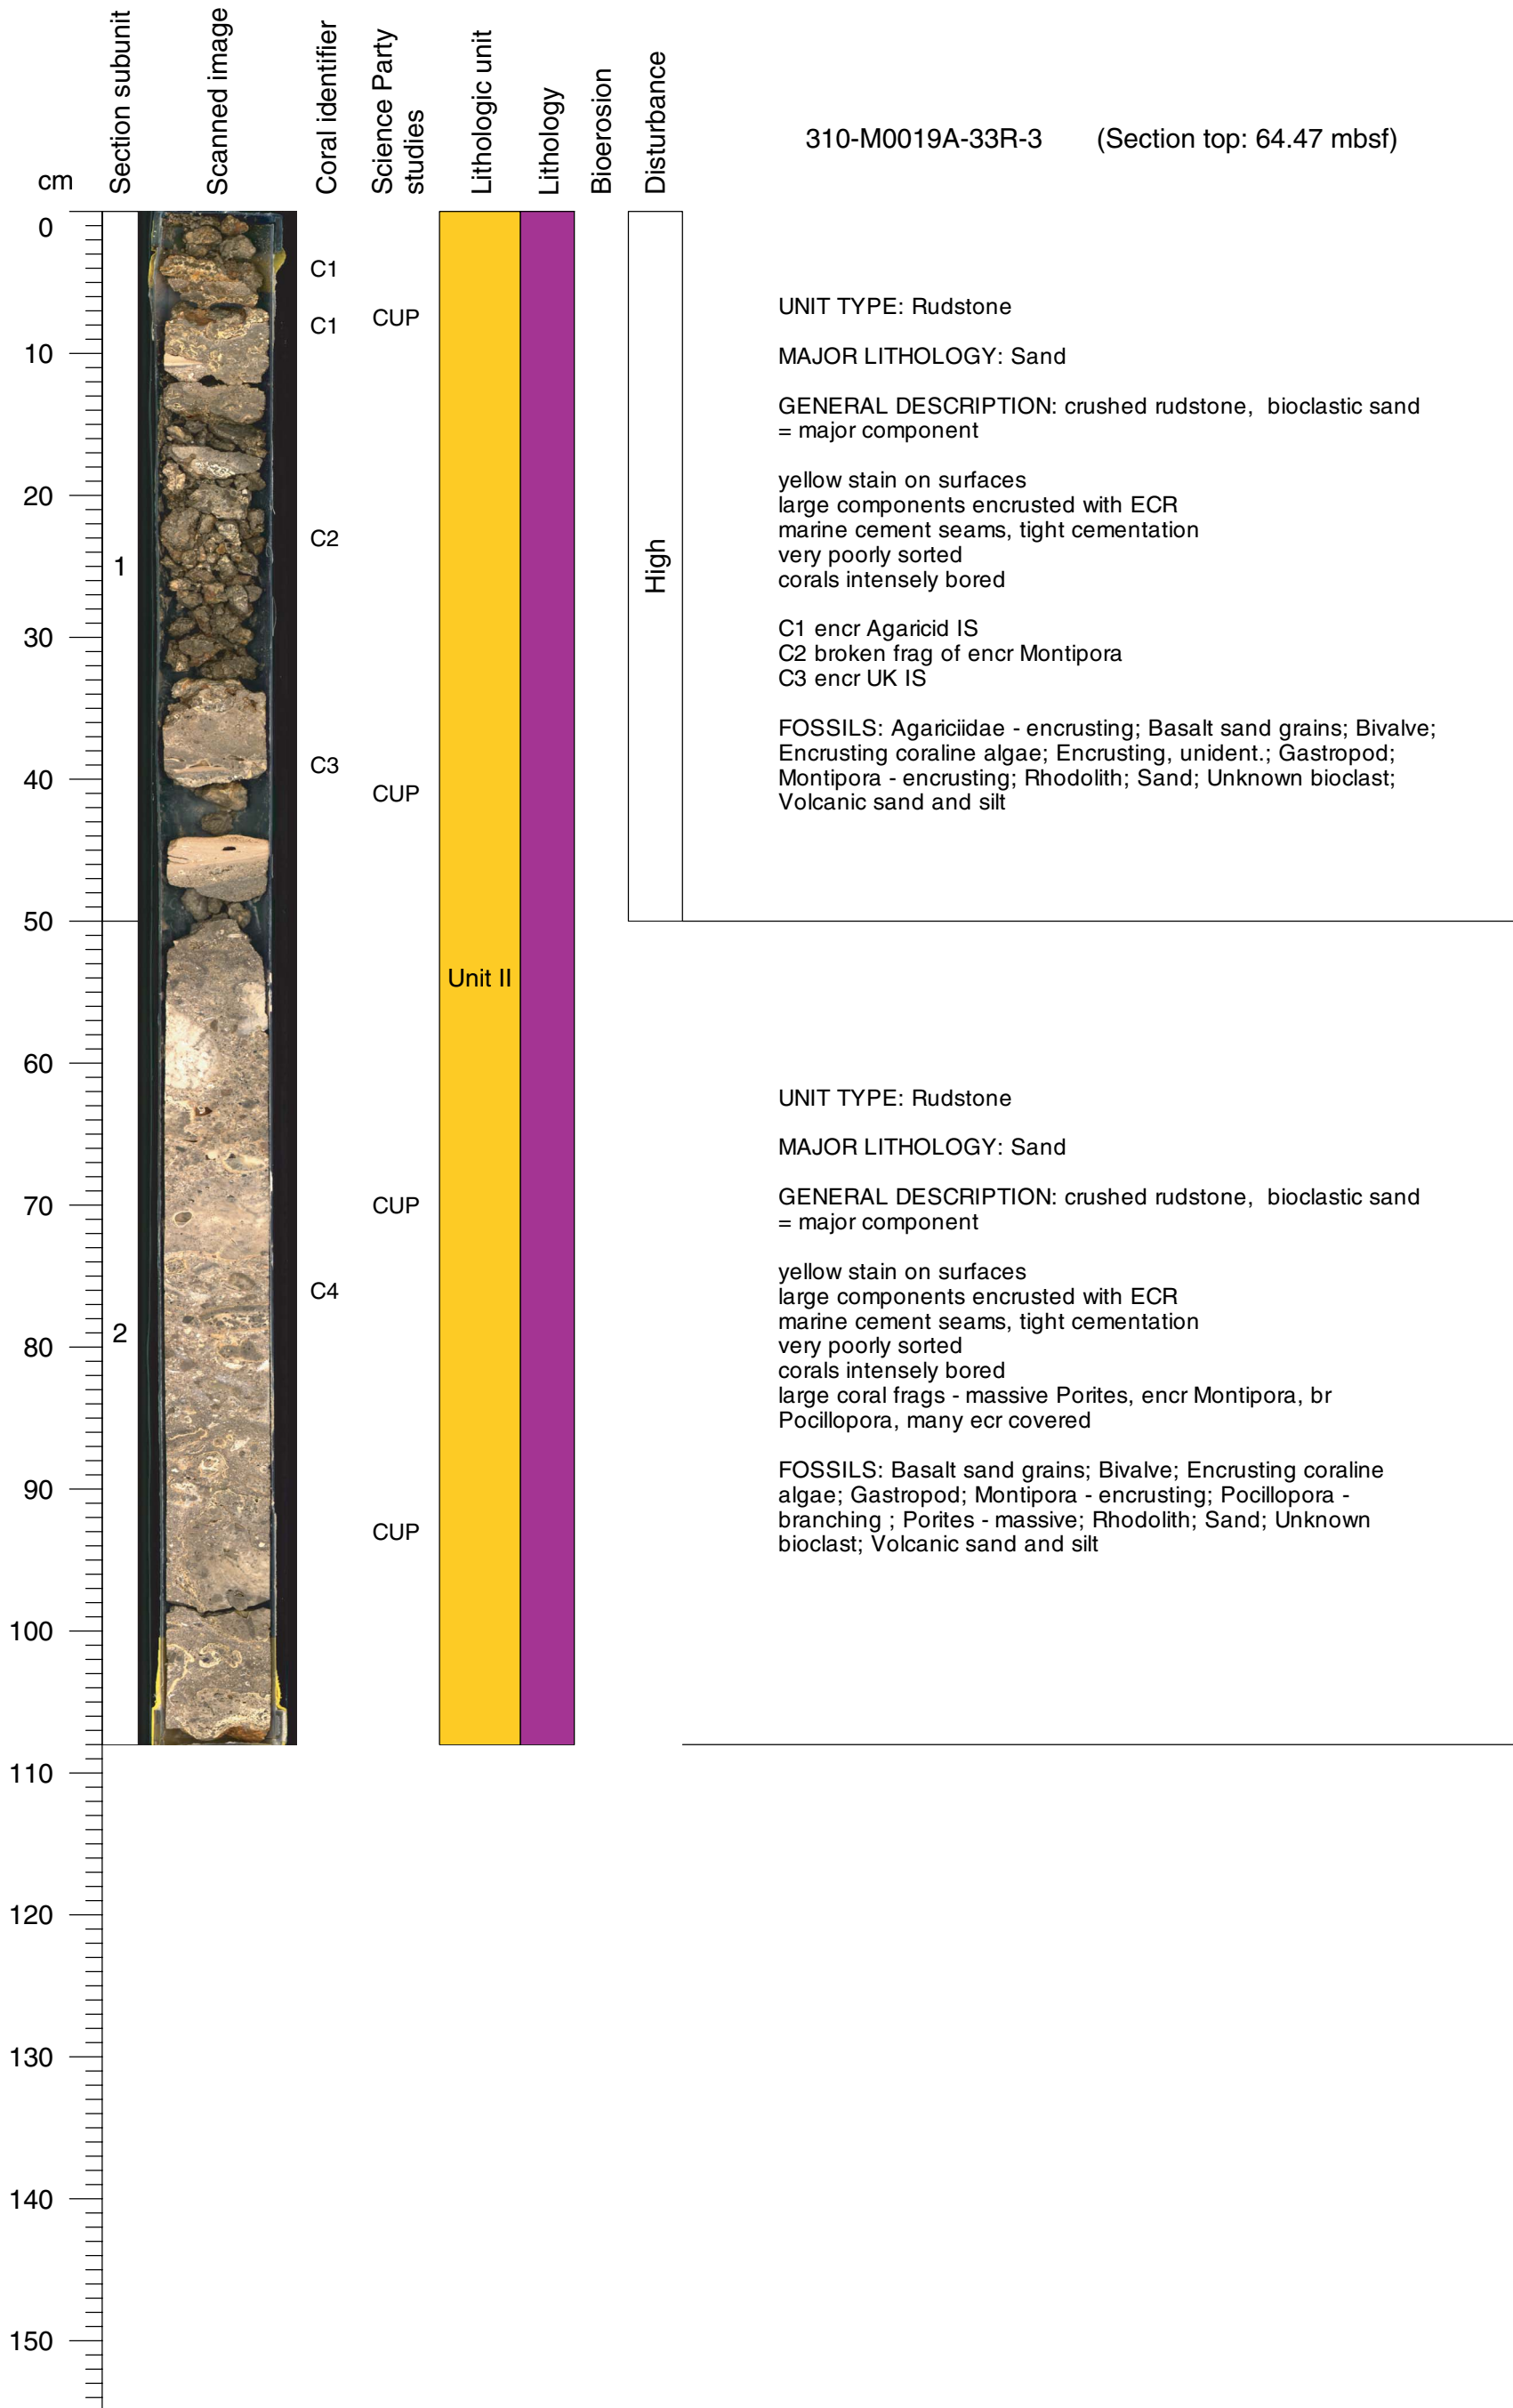 Section subunit
Scanned image
Coral identifier
Science Party
studies
Lithologic unit
Lithology
Bioerosion
Disturbance
310-M0019A-33R-3 (Section top: 64.47 mbsf)
cm
0
10
20
30
40
50
60
70
80
90
100
110
120
130
140
150
1
2
C1
C1
C2
C3
C4
CUP
CUP
CUP
CUP
Unit II
High
UNIT TYPE: Rudstone
MAJOR LITHOLOGY: Sand
GENERAL DESCRIPTION: crushed rudstone, bioclastic sand
= major component
yellow stain on surfaces
large components encrusted with ECR
marine cement seams, tight cementation
very poorly sorted
corals intensely bored
C1 encr Agaricid IS
C2 broken frag of encr Montipora
C3 encr UK IS
FOSSILS: Agariciidae - encrusting; Basalt sand grains; Bivalve;
Encrusting coraline algae; Encrusting, unident.; Gastropod;
Montipora - encrusting; Rhodolith; Sand; Unknown bioclast;
Volcanic sand and silt
UNIT TYPE: Rudstone
MAJOR LITHOLOGY: Sand
GENERAL DESCRIPTION: crushed rudstone, bioclastic sand
= major component
yellow stain on surfaces
large components encrusted with ECR
marine cement seams, tight cementation
very poorly sorted
corals intensely bored
large coral frags - massive Porites, encr Montipora, br
Pocillopora, many ecr covered
FOSSILS: Basalt sand grains; Bivalve; Encrusting coraline
algae; Gastropod; Montipora - encrusting; Pocillopora -
branching ; Porites - massive; Rhodolith; Sand; Unknown
bioclast; Volcanic sand and silt